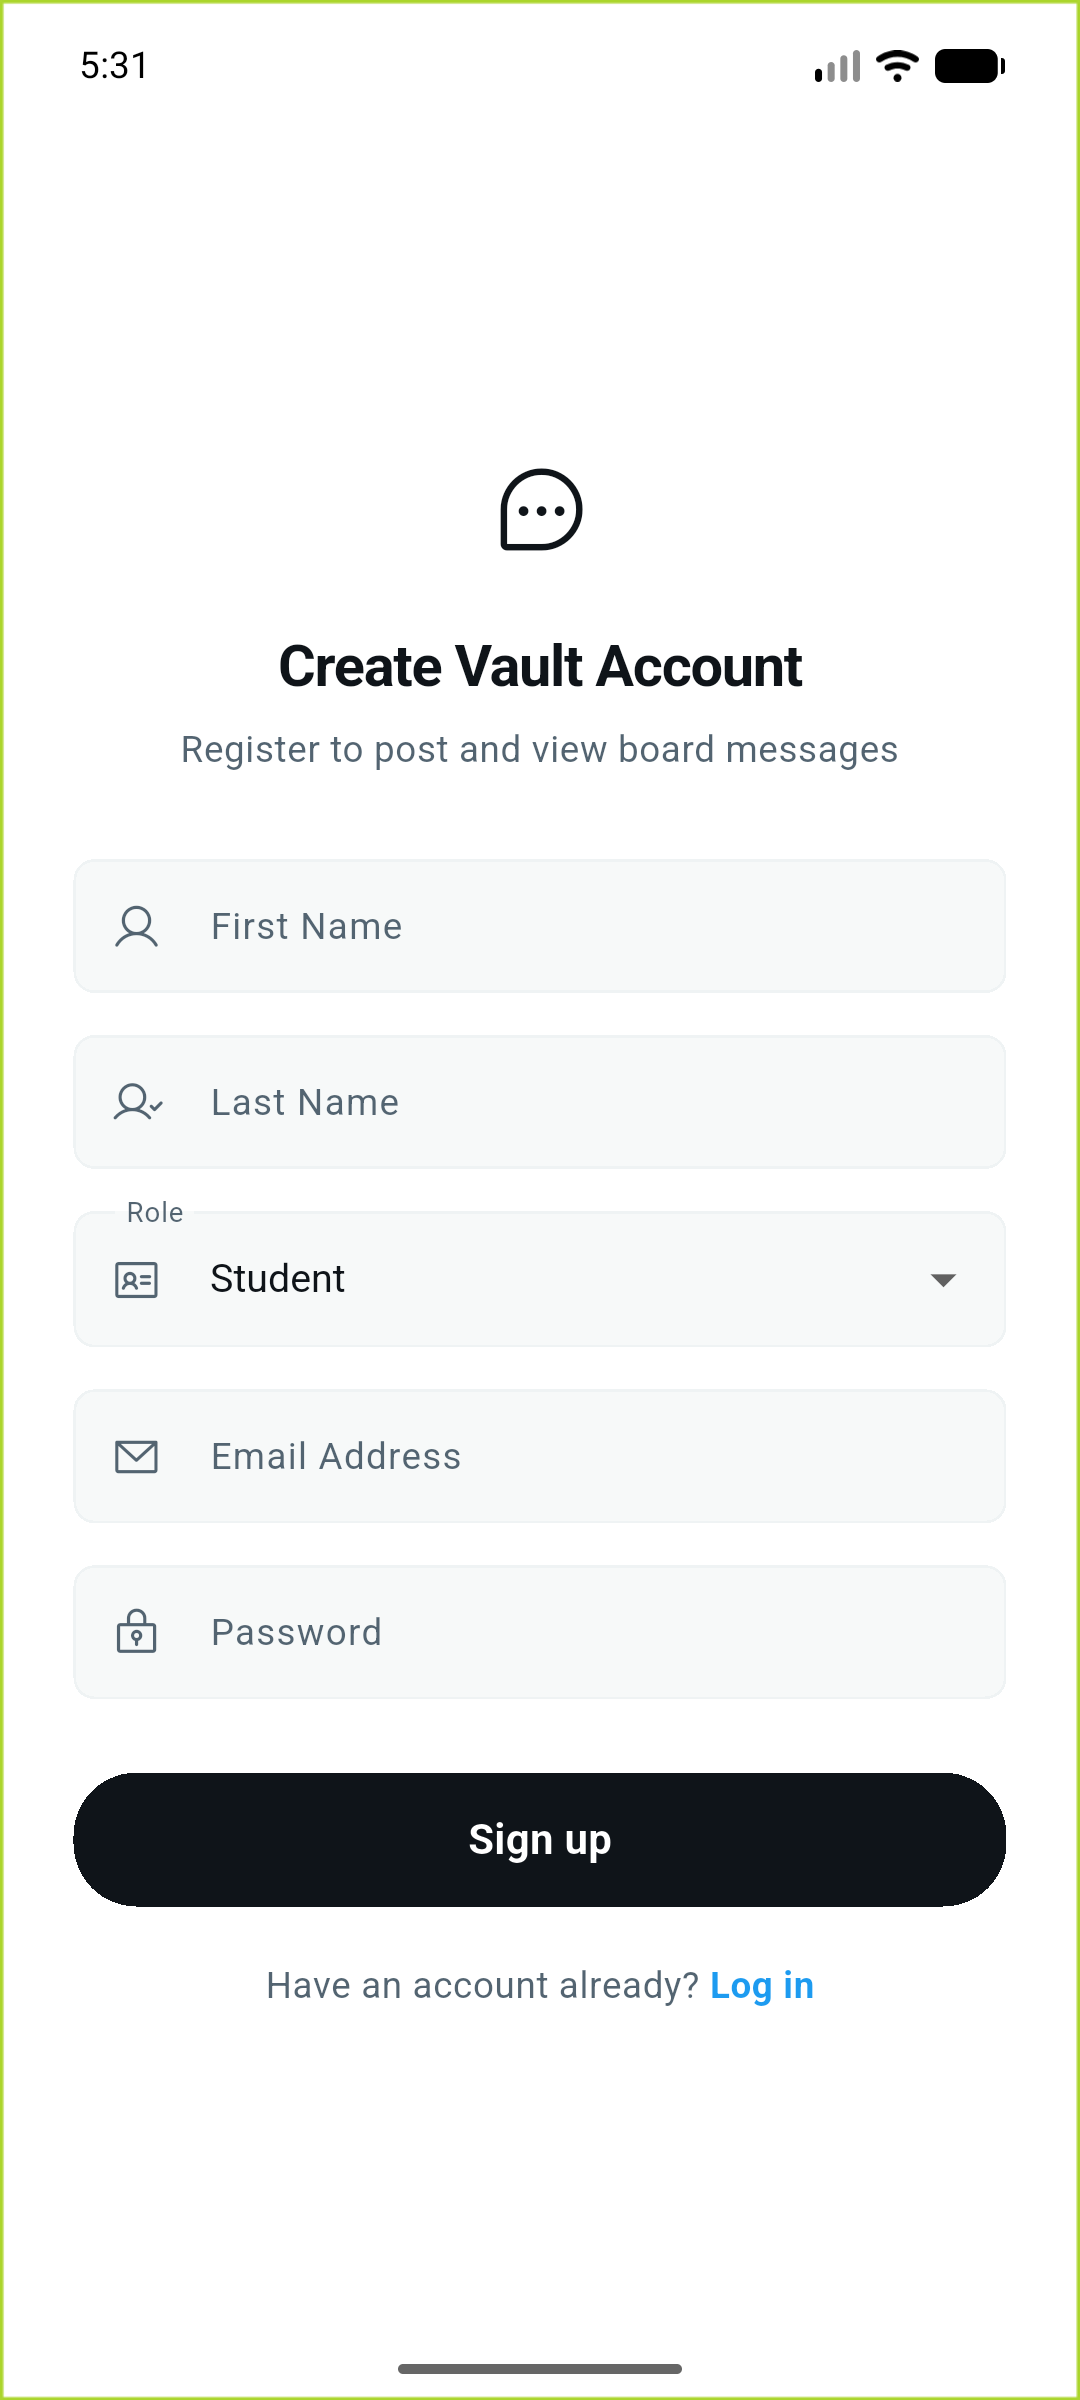 5:31
Create Vault Account
Register to post and view board messages
First Name
Last Name
Role
Student
Email Address
Password
Sign up
Have an account already? Log in